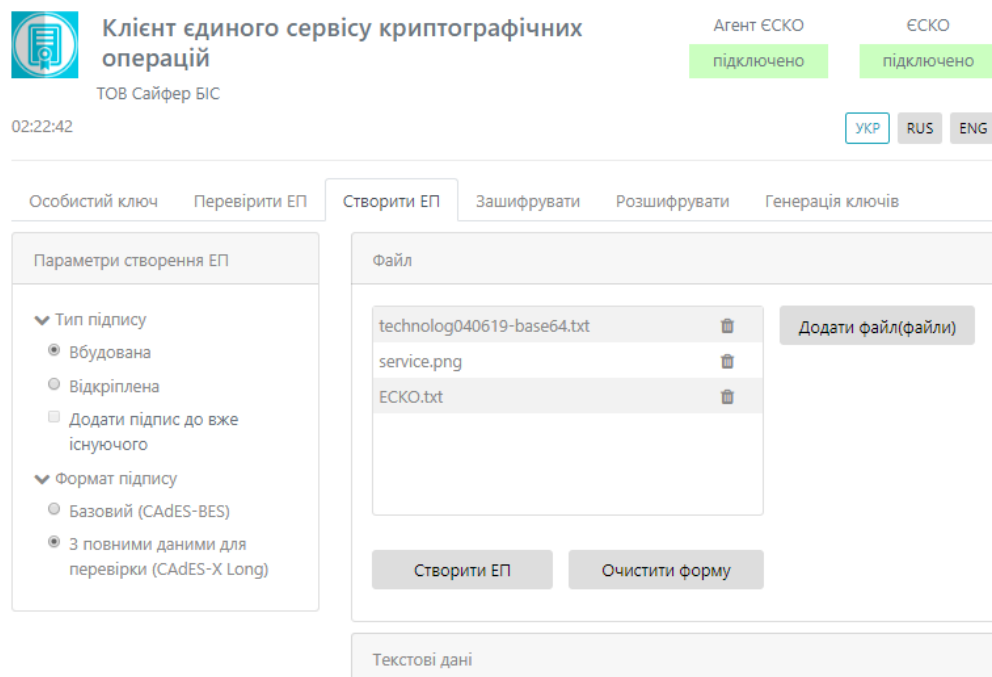 Клієнт єдиного сервісу криптографічних
операцій
ТОВ Сайфер БІС
Агент ЄСКО
ЄСКО
підключено
підключено
02:22:42
УКР
RUS
ENG
Особистий ключ
Перевірити ЕП
Створити ЕП
Зашифрувати
Розшифрувати
Генерація ключів
Параметри створення ЕП
Тип підпису
Вбудована
Відкріплена
Додати підпис до вже
існуючого
Формат підпису
Базовий (CAdES-BES)
З повними даними для
перевірки (CAdES-X Long)
Файл
technolog040619-base64.txt
service.png
ЕСКО.txt
Додати файл(файли)
Створити ЕП
Очистити форму
Текстові дані